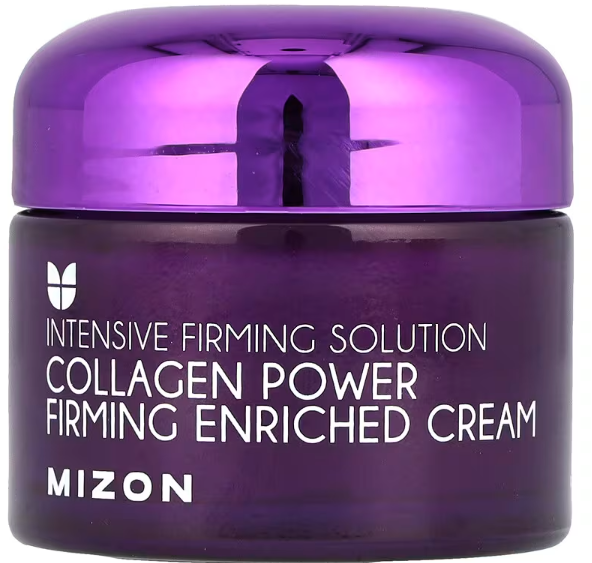 INTENSIVE FIRMING SOLUTION
COLLAGEN POWER
FIRMING ENRICHED CREAM
MIZON